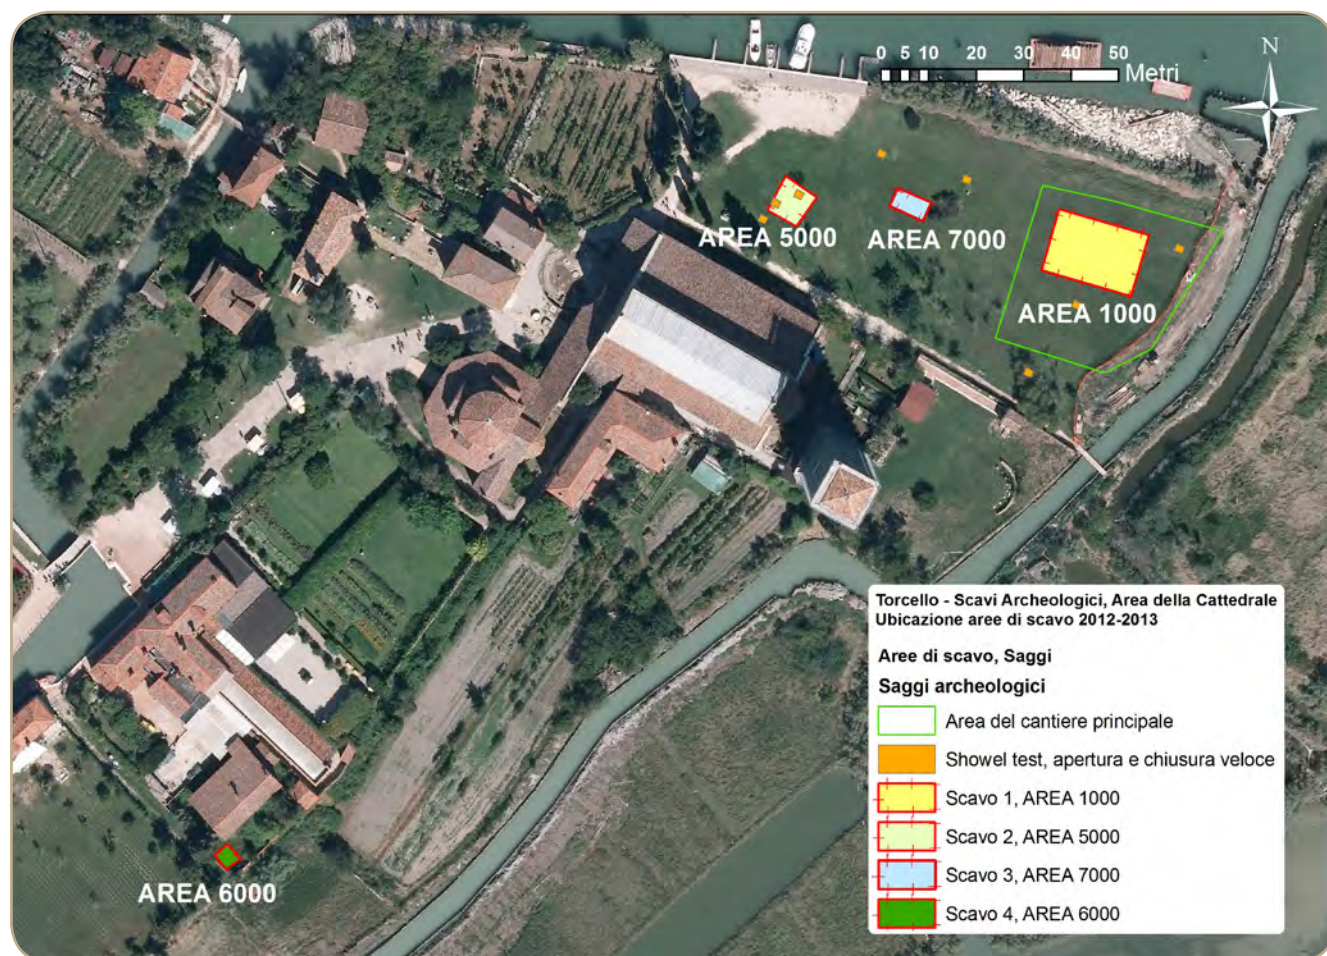 0 5 10 20 30 40 50
Metri
N
AREA 5000
AREA 7000
AREA 1000
AREA 6000
Torcello - Scavi Archeologici, Area della Cattedrale
Ubicazione aree di scavo 2012-2013
Aree di scavo, Saggi
Saggi archeologici
Area del cantiere principale
Showel test, apertura e chiusura veloce
Scavo 1, AREA 1000
Scavo 2, AREA 5000
Scavo 3, AREA 7000
Scavo 4, AREA 6000